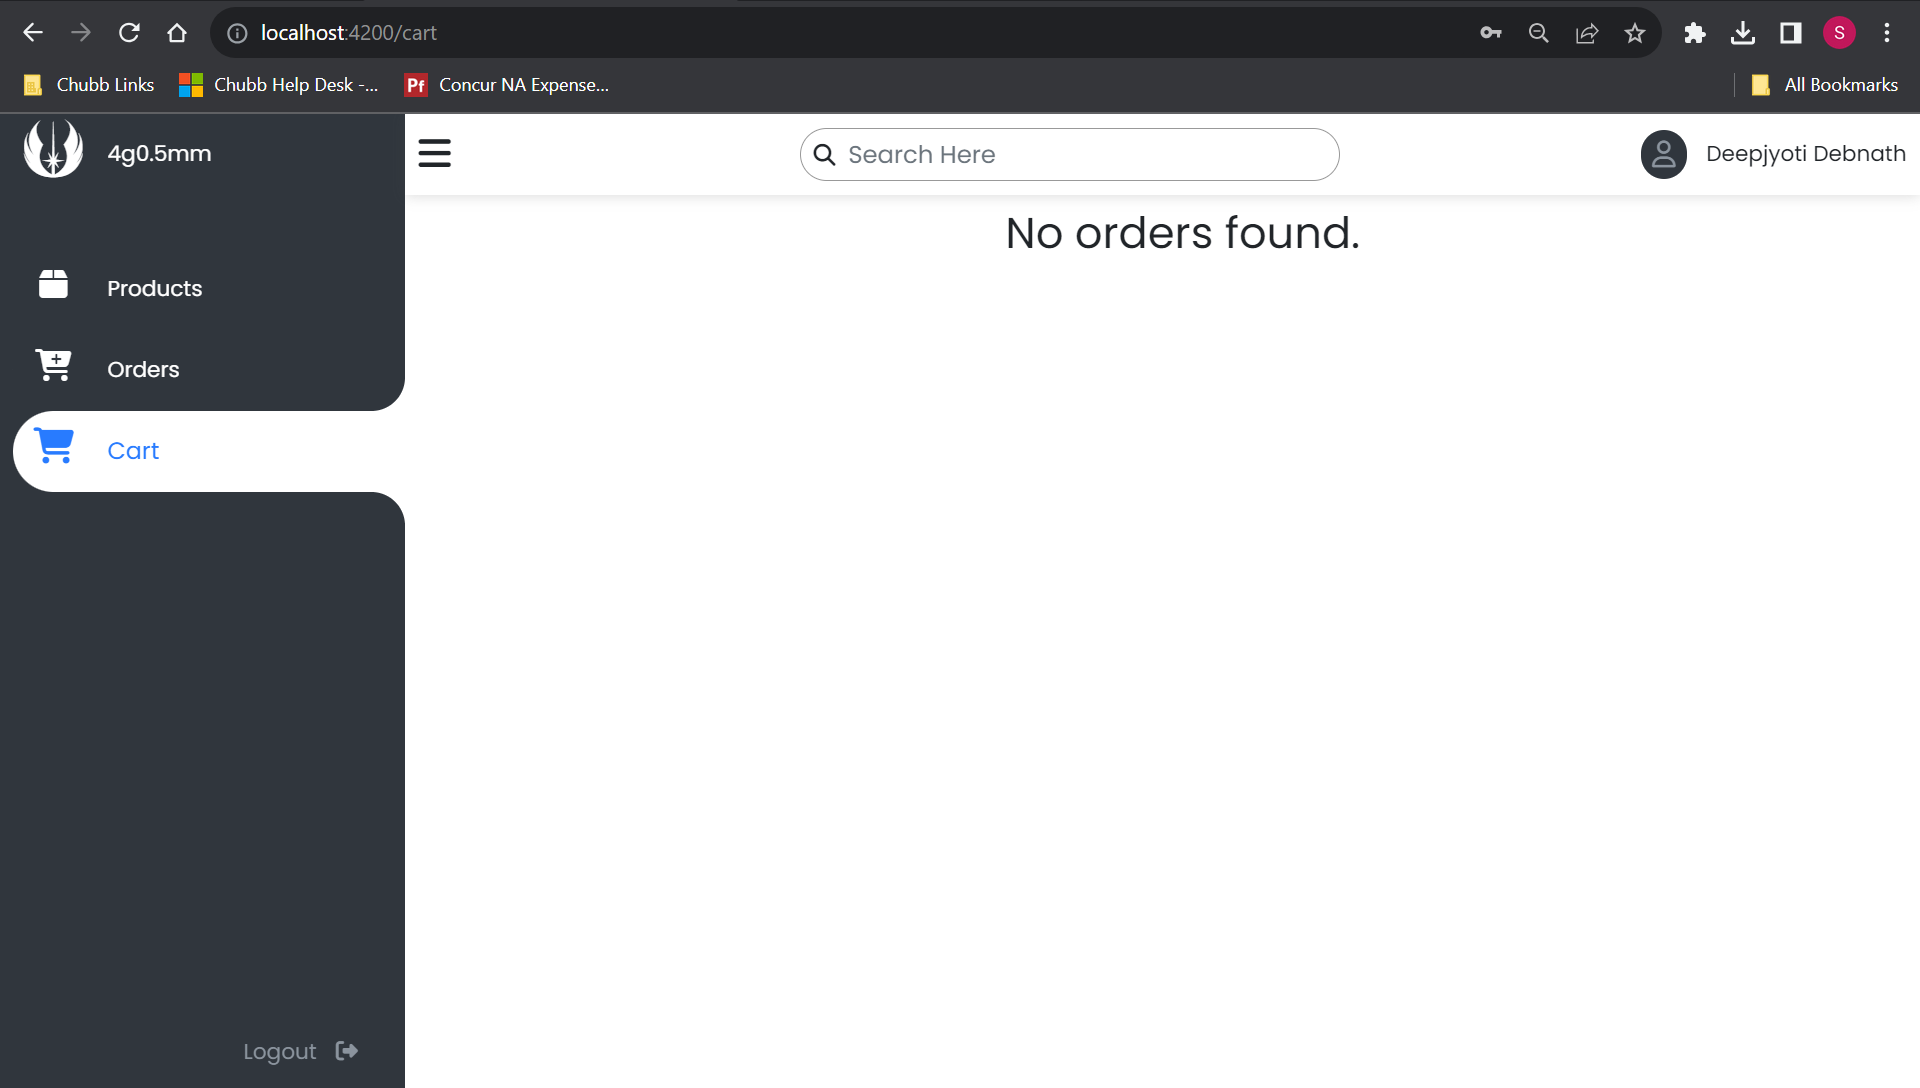 localhost:4200/cart
S
Chubb Links
Chubb Help Desk -...
Pf Concur NA Expense...
All Bookmarks
4g0.5mm
Search Here
Deepjyoti Debnath
No orders found.
Products
Orders
Cart
Logout